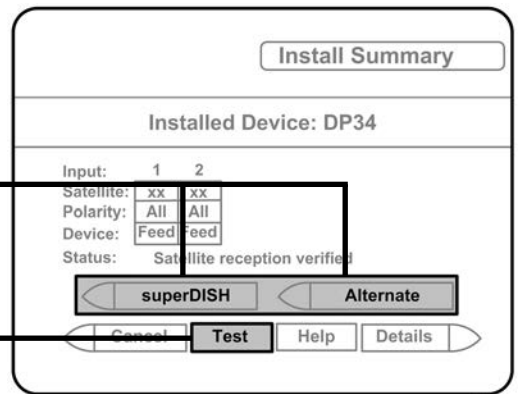 Install Summary
Installed Device: DP34
Input: 1 2
Satellite: xx xx
Polarity: All All
Device: Feed Feed
Status: Satellite reception verified
superDISH Alternate
Cancel Test Help Details